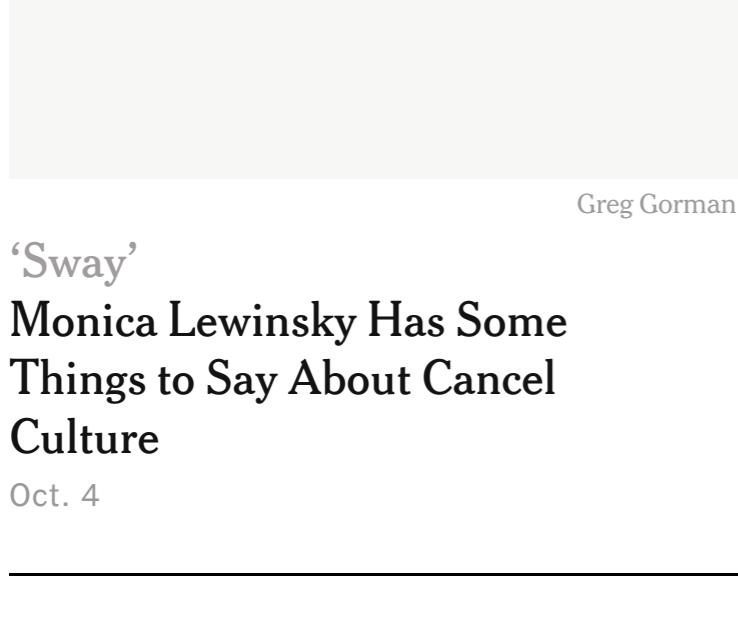 Greg Gorman
‘Sway’
Monica Lewinsky Has Some
Things to Say About Cancel
Culture
Oct. 4